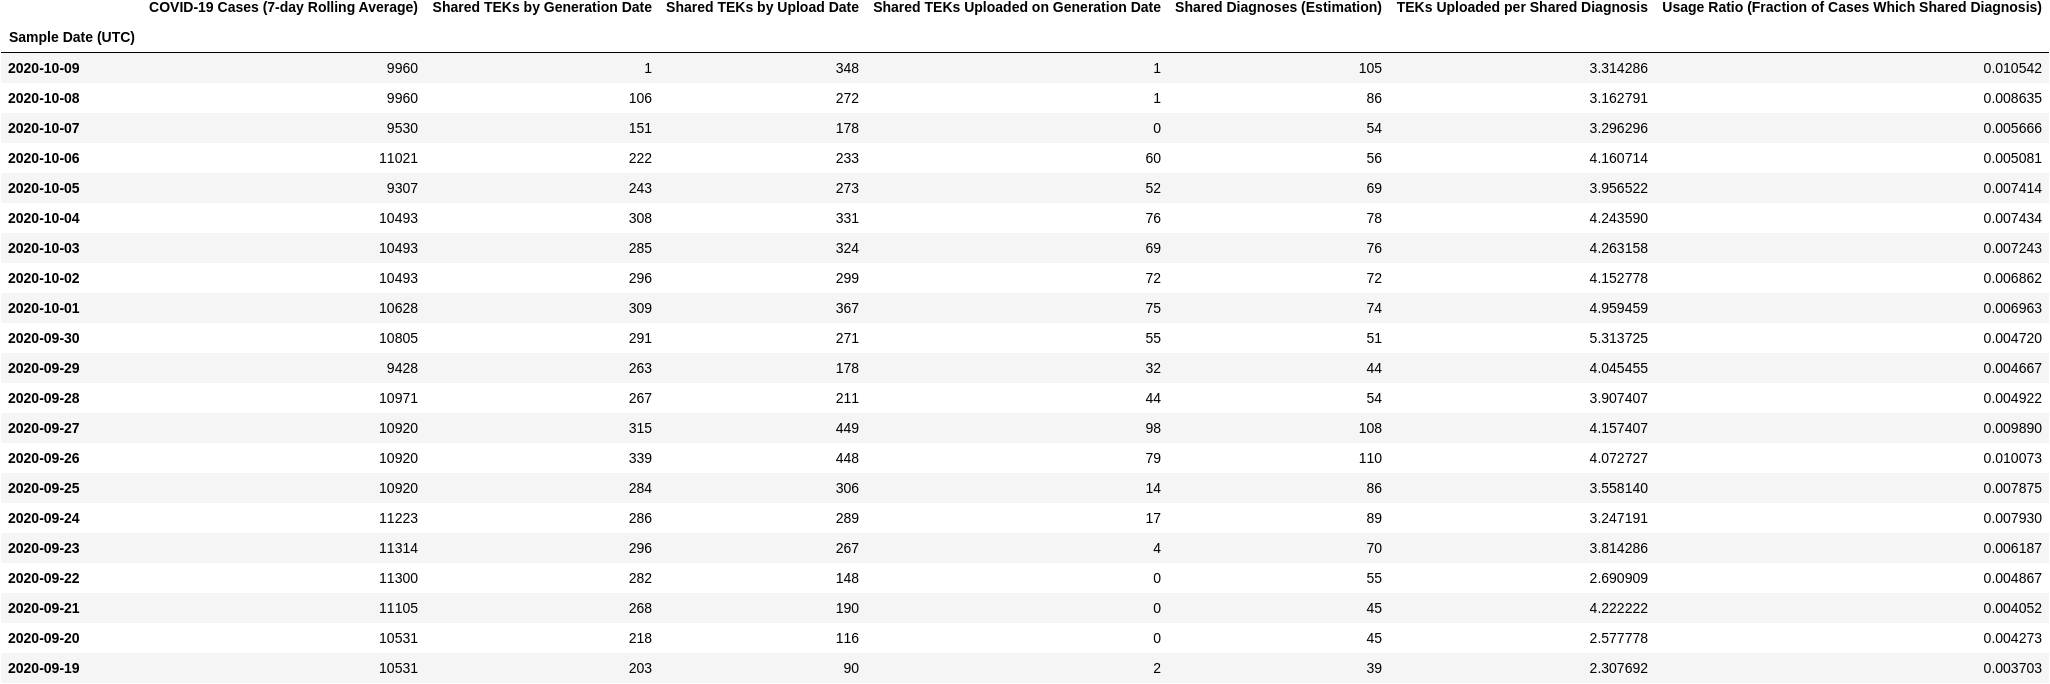 COVID-19 Cases (7-day Rolling Average) Shared TEKs by Generation Date Shared TEKs by Upload Date Shared TEKs Uploaded on Generation Date Shared Diagnoses (Estimation) TEKs Uploaded per Shared Diagnosis Usage Ratio (Fraction of Cases Which Shared Diagnosis)
Sample Date (UTC)
2020-10-09 9960 1 348 1 105 3.314286 0.010542
2020-10-08 9960 106 272 1 86 3.162791 0.008635
2020-10-07 9530 151 178 0 54 3.296296 0.005666
2020-10-06 11021 222 233 60 56 4.160714 0.005081
2020-10-05 9307 243 273 52 69 3.956522 0.007414
2020-10-04 10493 308 331 76 78 4.243590 0.007434
2020-10-03 10493 285 324 69 76 4.263158 0.007243
2020-10-02 10493 296 299 72 72 4.152778 0.006862
2020-10-01 10628 309 367 75 74 4.959459 0.006963
2020-09-30 10805 291 271 55 51 5.313725 0.004720
2020-09-29 9428 263 178 32 44 4.045455 0.004667
2020-09-28 10971 267 211 44 54 3.907407 0.004922
2020-09-27 10920 315 449 98 108 4.157407 0.009890
2020-09-26 10920 339 448 79 110 4.072727 0.010073
2020-09-25 10920 284 306 14 86 3.558140 0.007875
2020-09-24 11223 286 289 17 89 3.247191 0.007930
2020-09-23 11314 296 267 4 70 3.814286 0.006187
2020-09-22 11300 282 148 0 55 2.690909 0.004867
2020-09-21 11105 268 190 0 45 4.222222 0.004052
2020-09-20 10531 218 116 0 45 2.577778 0.004273
2020-09-19 10531 203 90 2 39 2.307692 0.003703